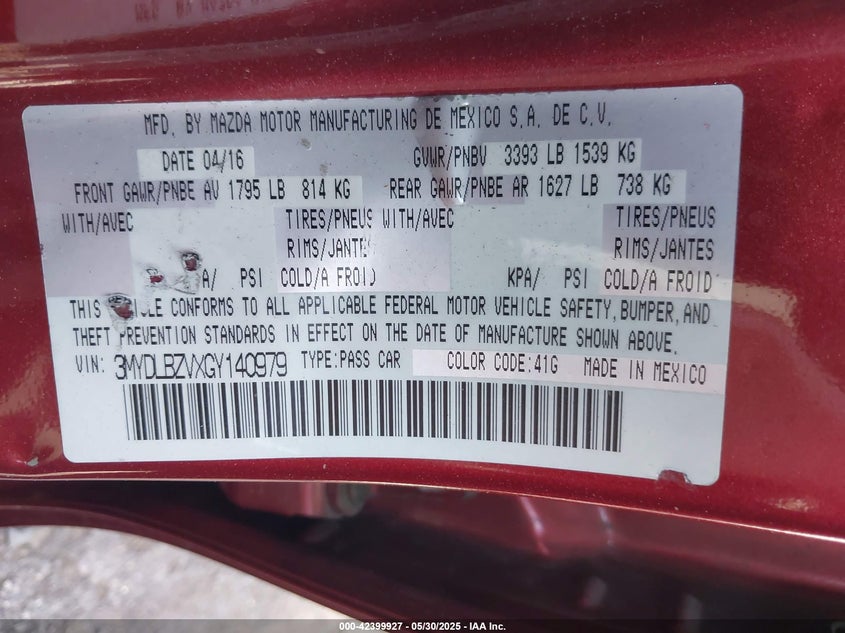 MFD. BY MAZDA MOTOR MANUFACTURING DE MEXICO S.A. DE C.V.
DATE 04/16 GVWR/PNBV 3393 LB 1539 KG
FRONT GAWR/PNBE AV 1795 LB 814 KG REAR GAWR/PNBE AR 1627 LB 738 KG
WITH/AVEC TIRES/PNEUS WITH/AVEC TIRES/PNEUS
RIMS/JANTES RIMS/JANTES
PSI COLD/A FROID KPA/ PSI COLD/A FROID
THIS VEHICLE CONFORMS TO ALL APPLICABLE FEDERAL MOTOR VEHICLE SAFETY, BUMPER, AND
THEFT PREVENTION STANDARDS IN EFFECT ON THE DATE OF MANUFACTURE SHOWN ABOVE.
VIN: 3MYDLBZVXGY140979 TYPE: PASS CAR COLOR CODE: 41G MADE IN MEXICO
000-42399927 - 05/30/2025 - IAA Inc.